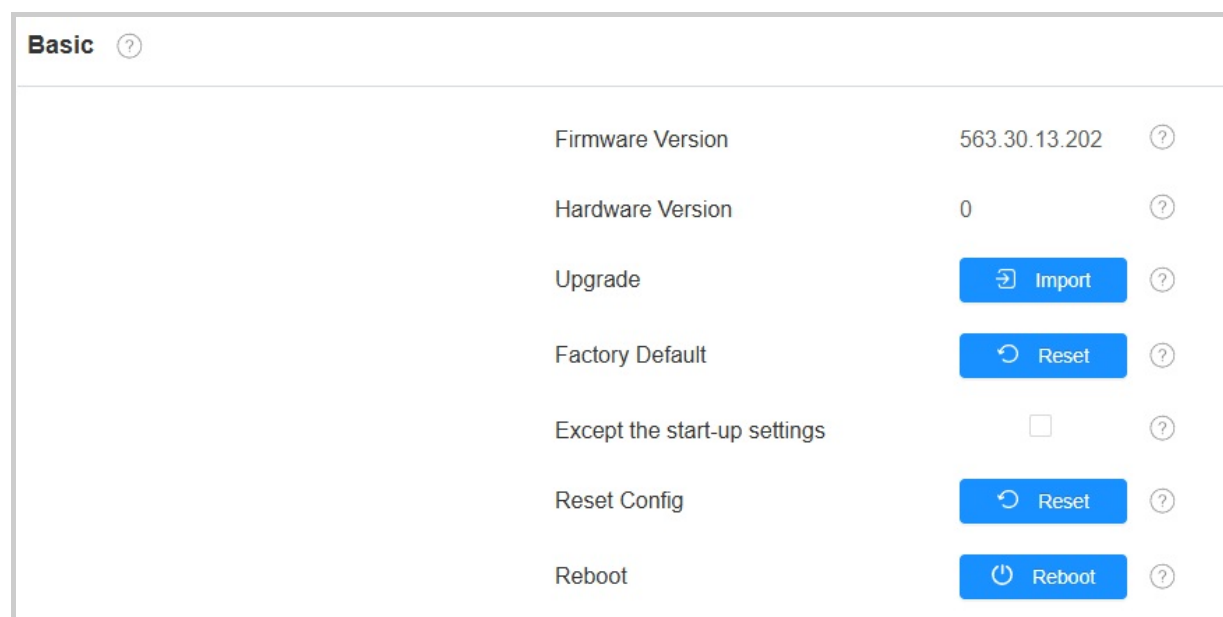 Basic ?
Firmware Version 563.30.13.202 ?
Hardware Version 0 ?
Upgrade Import ?
Factory Default Reset ?
Except the start-up settings ?
Reset Config Reset ?
Reboot Reboot ?